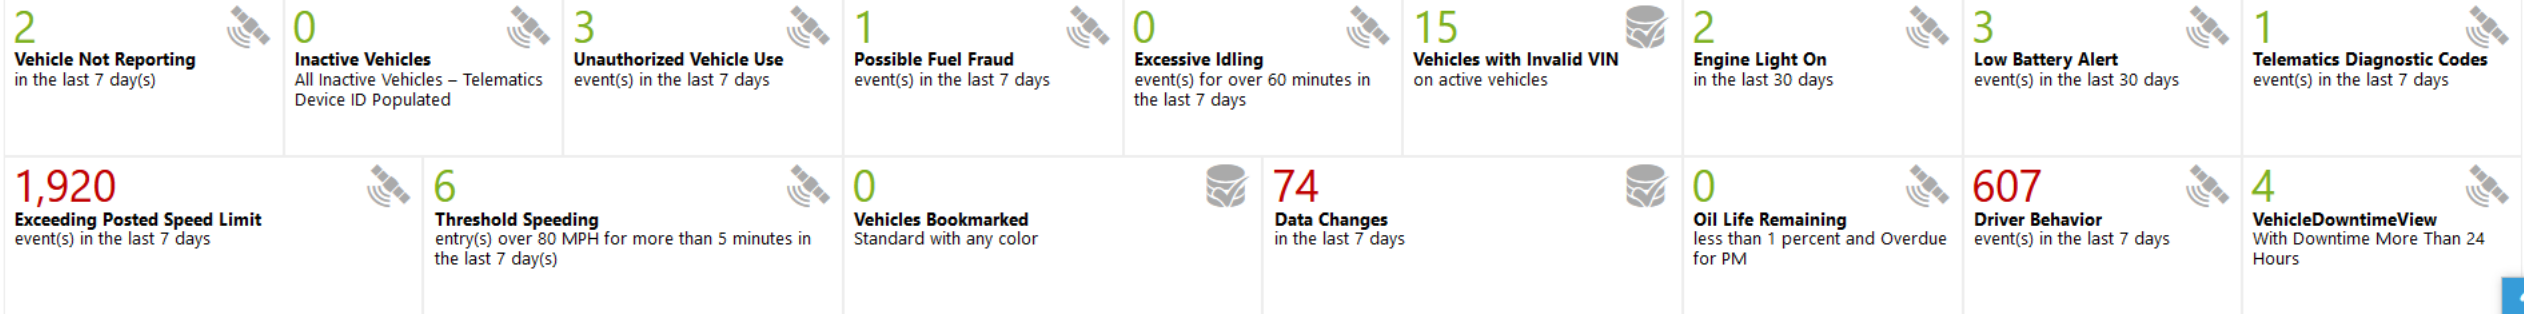 2
Vehicle Not Reporting
in the last 7 day(s)
0
Inactive Vehicles
All Inactive Vehicles – Telematics
Device ID Populated
3
Unauthorized Vehicle Use
event(s) in the last 7 days
1
Possible Fuel Fraud
event(s) in the last 7 days
0
Excessive Idling
event(s) for over 60 minutes in
the last 7 days
15
Vehicles with Invalid VIN
on active vehicles
2
Engine Light On
in the last 30 days
3
Low Battery Alert
event(s) in the last 30 days
1
Telematics Diagnostic Codes
event(s) in the last 7 days
1,920
Exceeding Posted Speed Limit
event(s) in the last 7 days
6
Threshold Speeding
entry(s) over 80 MPH for more than 5 minutes in
the last 7 day(s)
0
Vehicles Bookmarked
Standard with any color
74
Data Changes
in the last 7 days
0
Oil Life Remaining
less than 1 percent and Overdue
for PM
607
Driver Behavior
event(s) in the last 7 days
4
VehicleDowntimeView
With Downtime More Than 24
Hours